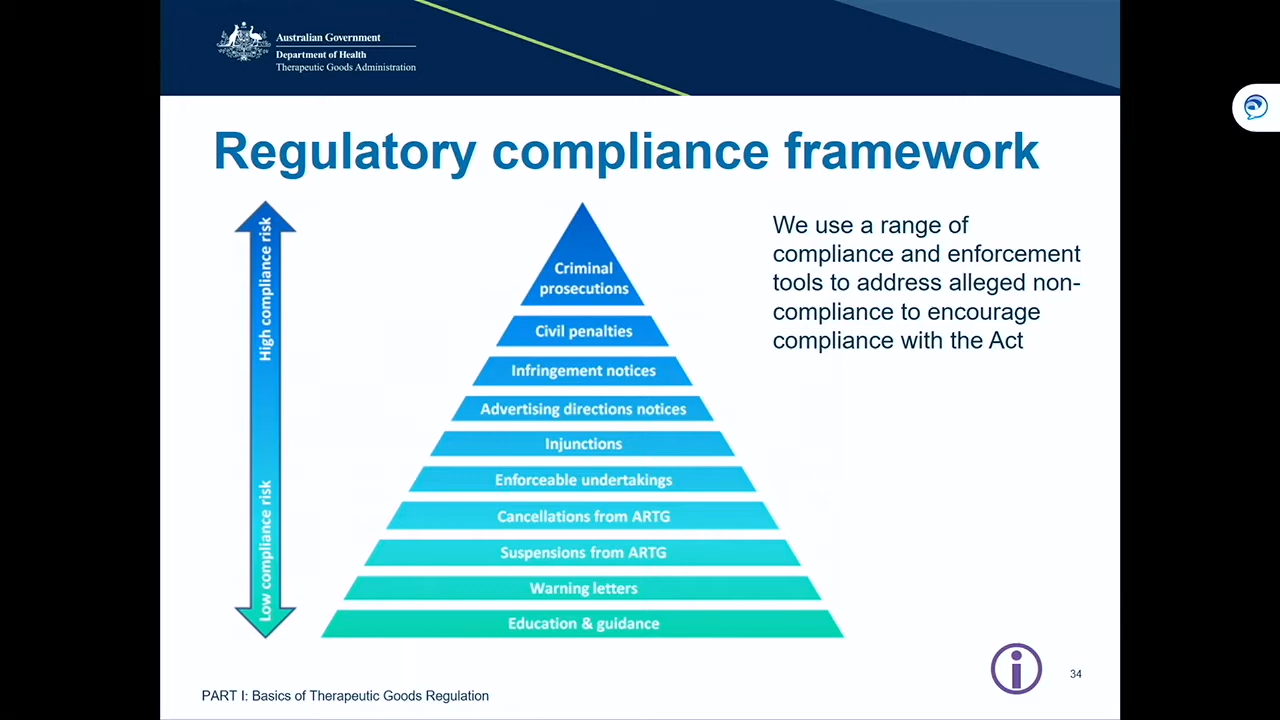 Australian Government
Department of Health
Therapeutic Goods Administration
Regulatory compliance framework
High compliance risk
Low compliance risk
Criminal
prosecutions
Civil penalties
Infringement notices
Advertising directions notices
Injunctions
Enforceable undertakings
Cancellations from ARTG
Suspensions from ARTG
Warning letters
Education & guidance
We use a range of
compliance and enforcement
tools to address alleged non-
compliance to encourage
compliance with the Act
PART I: Basics of Therapeutic Goods Regulation
34